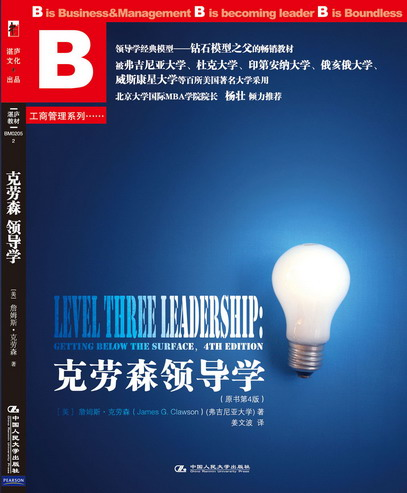 B is Business&Management B is becoming leader B is Boundless
湛庐
文化
出品
B
领导学经典模型——钻石模型之父的畅销教材
被弗吉尼亚大学、杜克大学、印第安纳大学、俄亥俄大学、
威斯康星大学等百所美国著名大学采用
北京大学国际MBA学院院长 杨壮 倾力推荐
湛庐
教材
BM0205
2
工商管理系列……
克劳森 领导学
[美] 詹姆斯·克劳森 著
LEVEL THREE LEADERSHIP:
GETTING BELOW THE SURFACE, 4TH EDITION
克劳森领导学
(原书第4版)
[美] 詹姆斯·克劳森 (James G. Clawson) (弗吉尼亚大学) 著
姜文波 译
中国人民大学出版社
PEARSON
中国人民大学出版社
China Renmin University Press